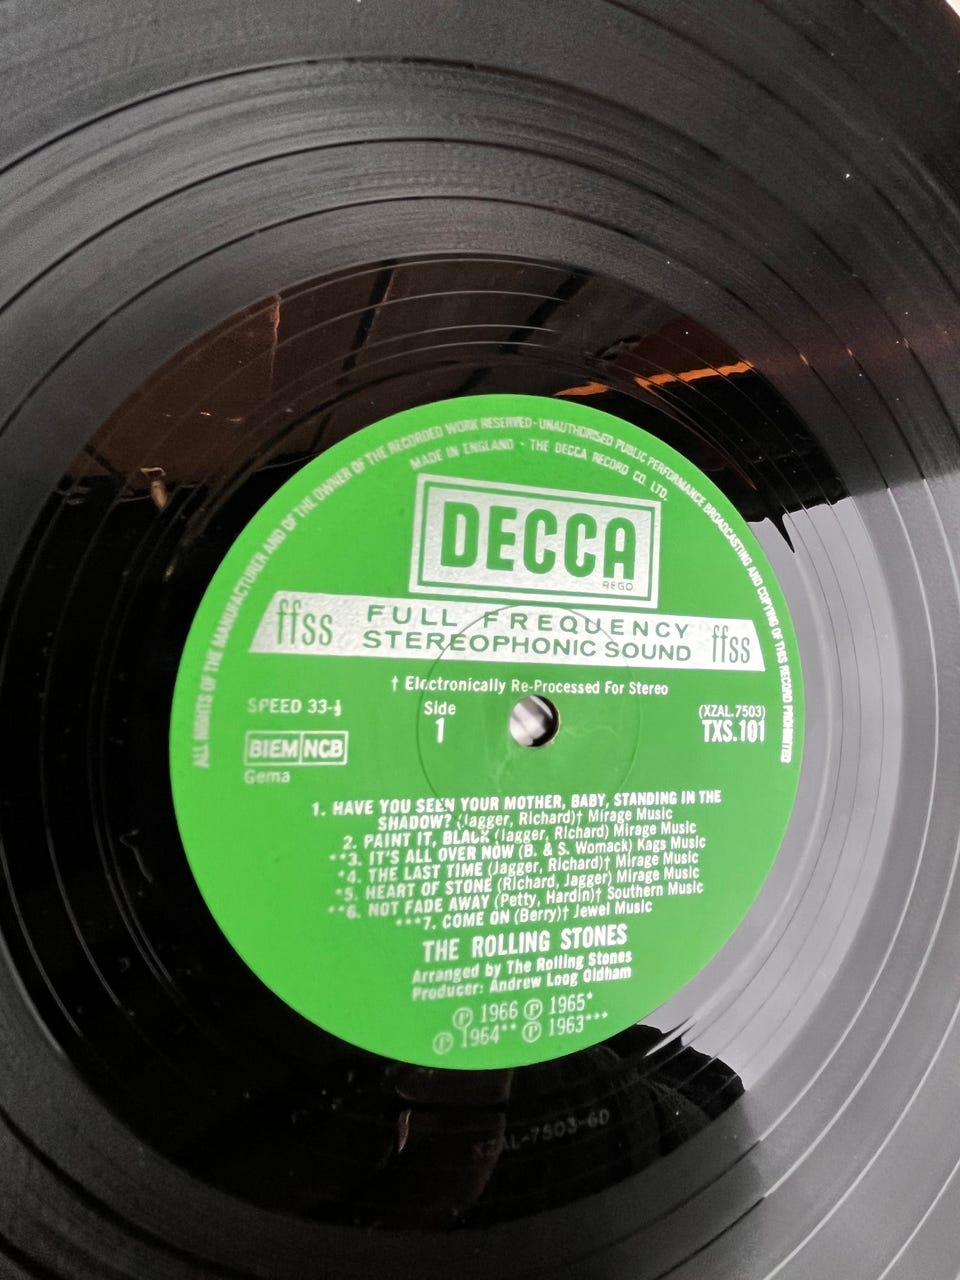 ALL RIGHTS OF THE MANUFACTURER AND OF THE OWNER OF THE RECORDED WORK RESERVED · UNAUTHORISED PUBLIC PERFORMANCE BROADCASTING AND COPYING OF THIS RECORD PROHIBITED
MADE IN ENGLAND · THE DECCA RECORD CO. LTD.
DECCA
REGD
ffss FULL FREQUENCY STEREOPHONIC SOUND ffss
† Electronically Re-Processed For Stereo
SPEED 33-⅓
Side
1
(XZAL.7503)
TXS.101
BIEM NCB
Gema
1. HAVE YOU SEEN YOUR MOTHER, BABY, STANDING IN THE
SHADOW? (Jagger, Richard)† Mirage Music
2. PAINT IT, BLACK (Jagger, Richard) Mirage Music
**3. IT'S ALL OVER NOW (B. & S. Womack) Kags Music
*4. THE LAST TIME (Jagger, Richard)† Mirage Music
*5. HEART OF STONE (Richard, Jagger) Mirage Music
**6. NOT FADE AWAY (Petty, Hardin)† Southern Music
***7. COME ON (Berry)† Jewel Music
THE ROLLING STONES
Arranged by The Rolling Stones
Producer: Andrew Loog Oldham
℗ 1966 ℗ 1965*
℗ 1964** ℗ 1963***
XZAL-7503-6D